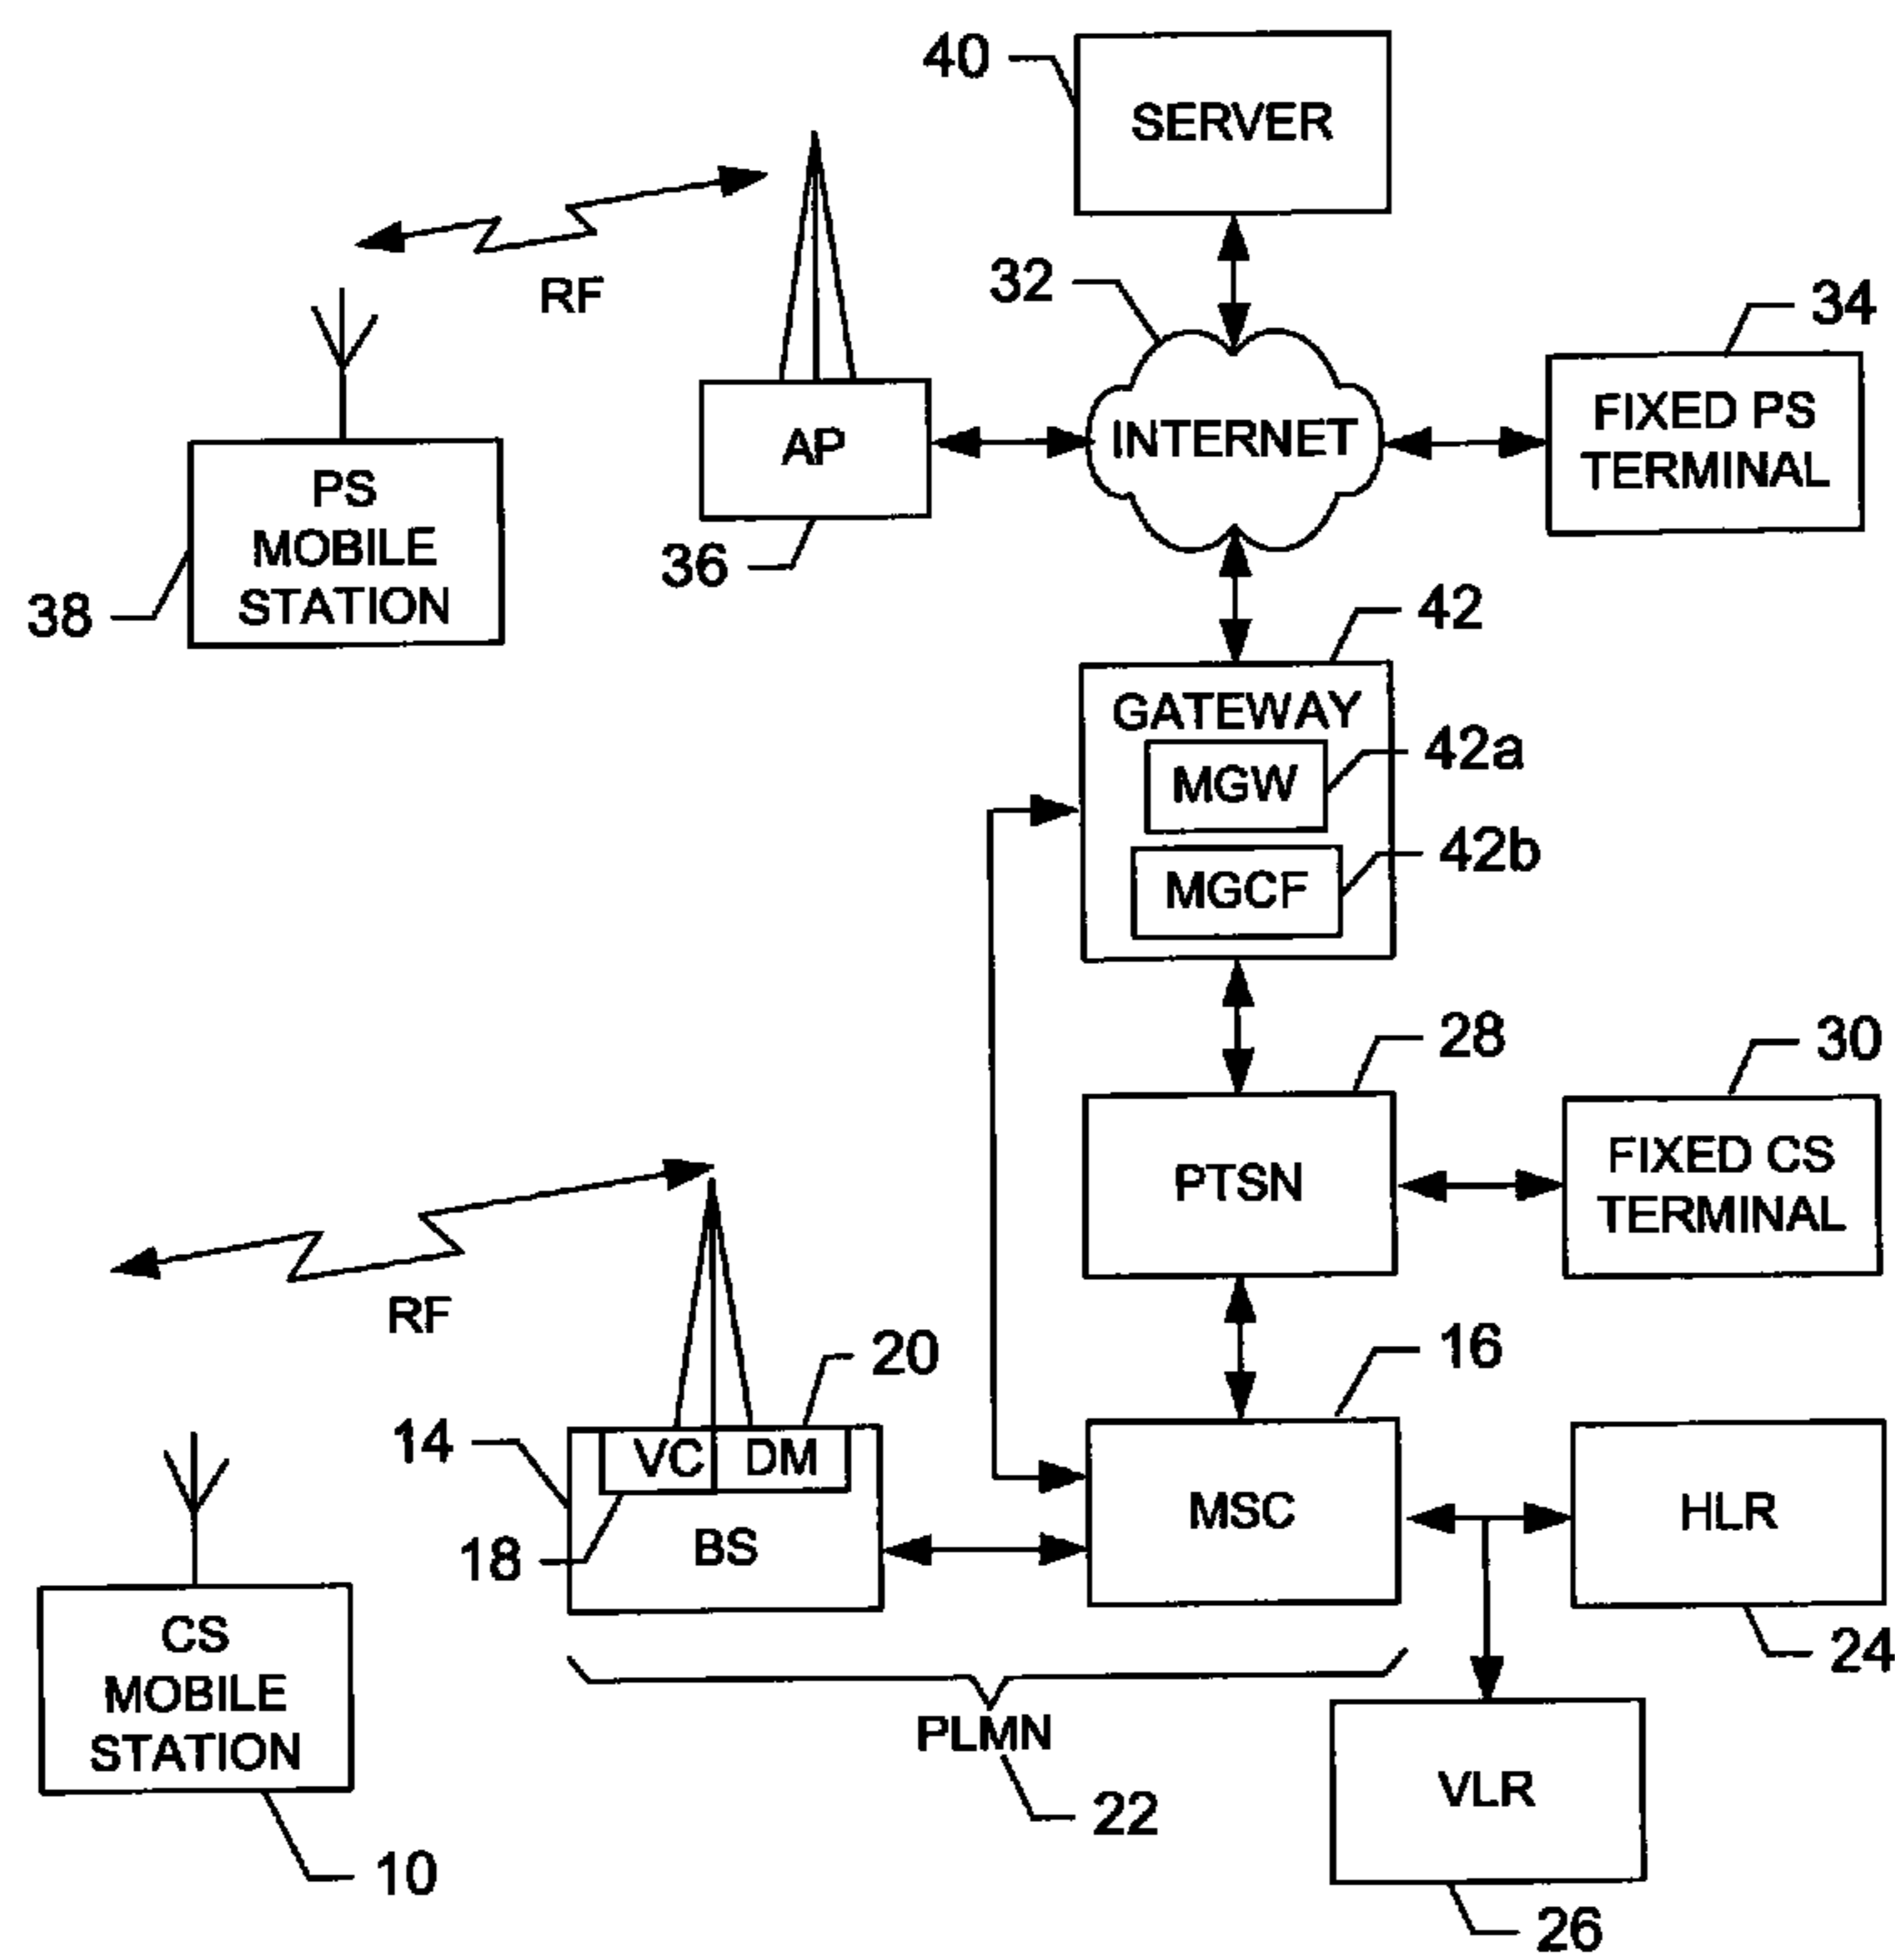 40
SERVER
RF
32
34
AP
INTERNET
FIXED PS
TERMINAL
PS
MOBILE
STATION
36
38
42
GATEWAY
MGW
42a
MGCF
42b
28
30
PTSN
FIXED CS
TERMINAL
RF
20
16
14
VC
DM
18
BS
MSC
HLR
24
CS
MOBILE
STATION
PLMN
22
VLR
10
26